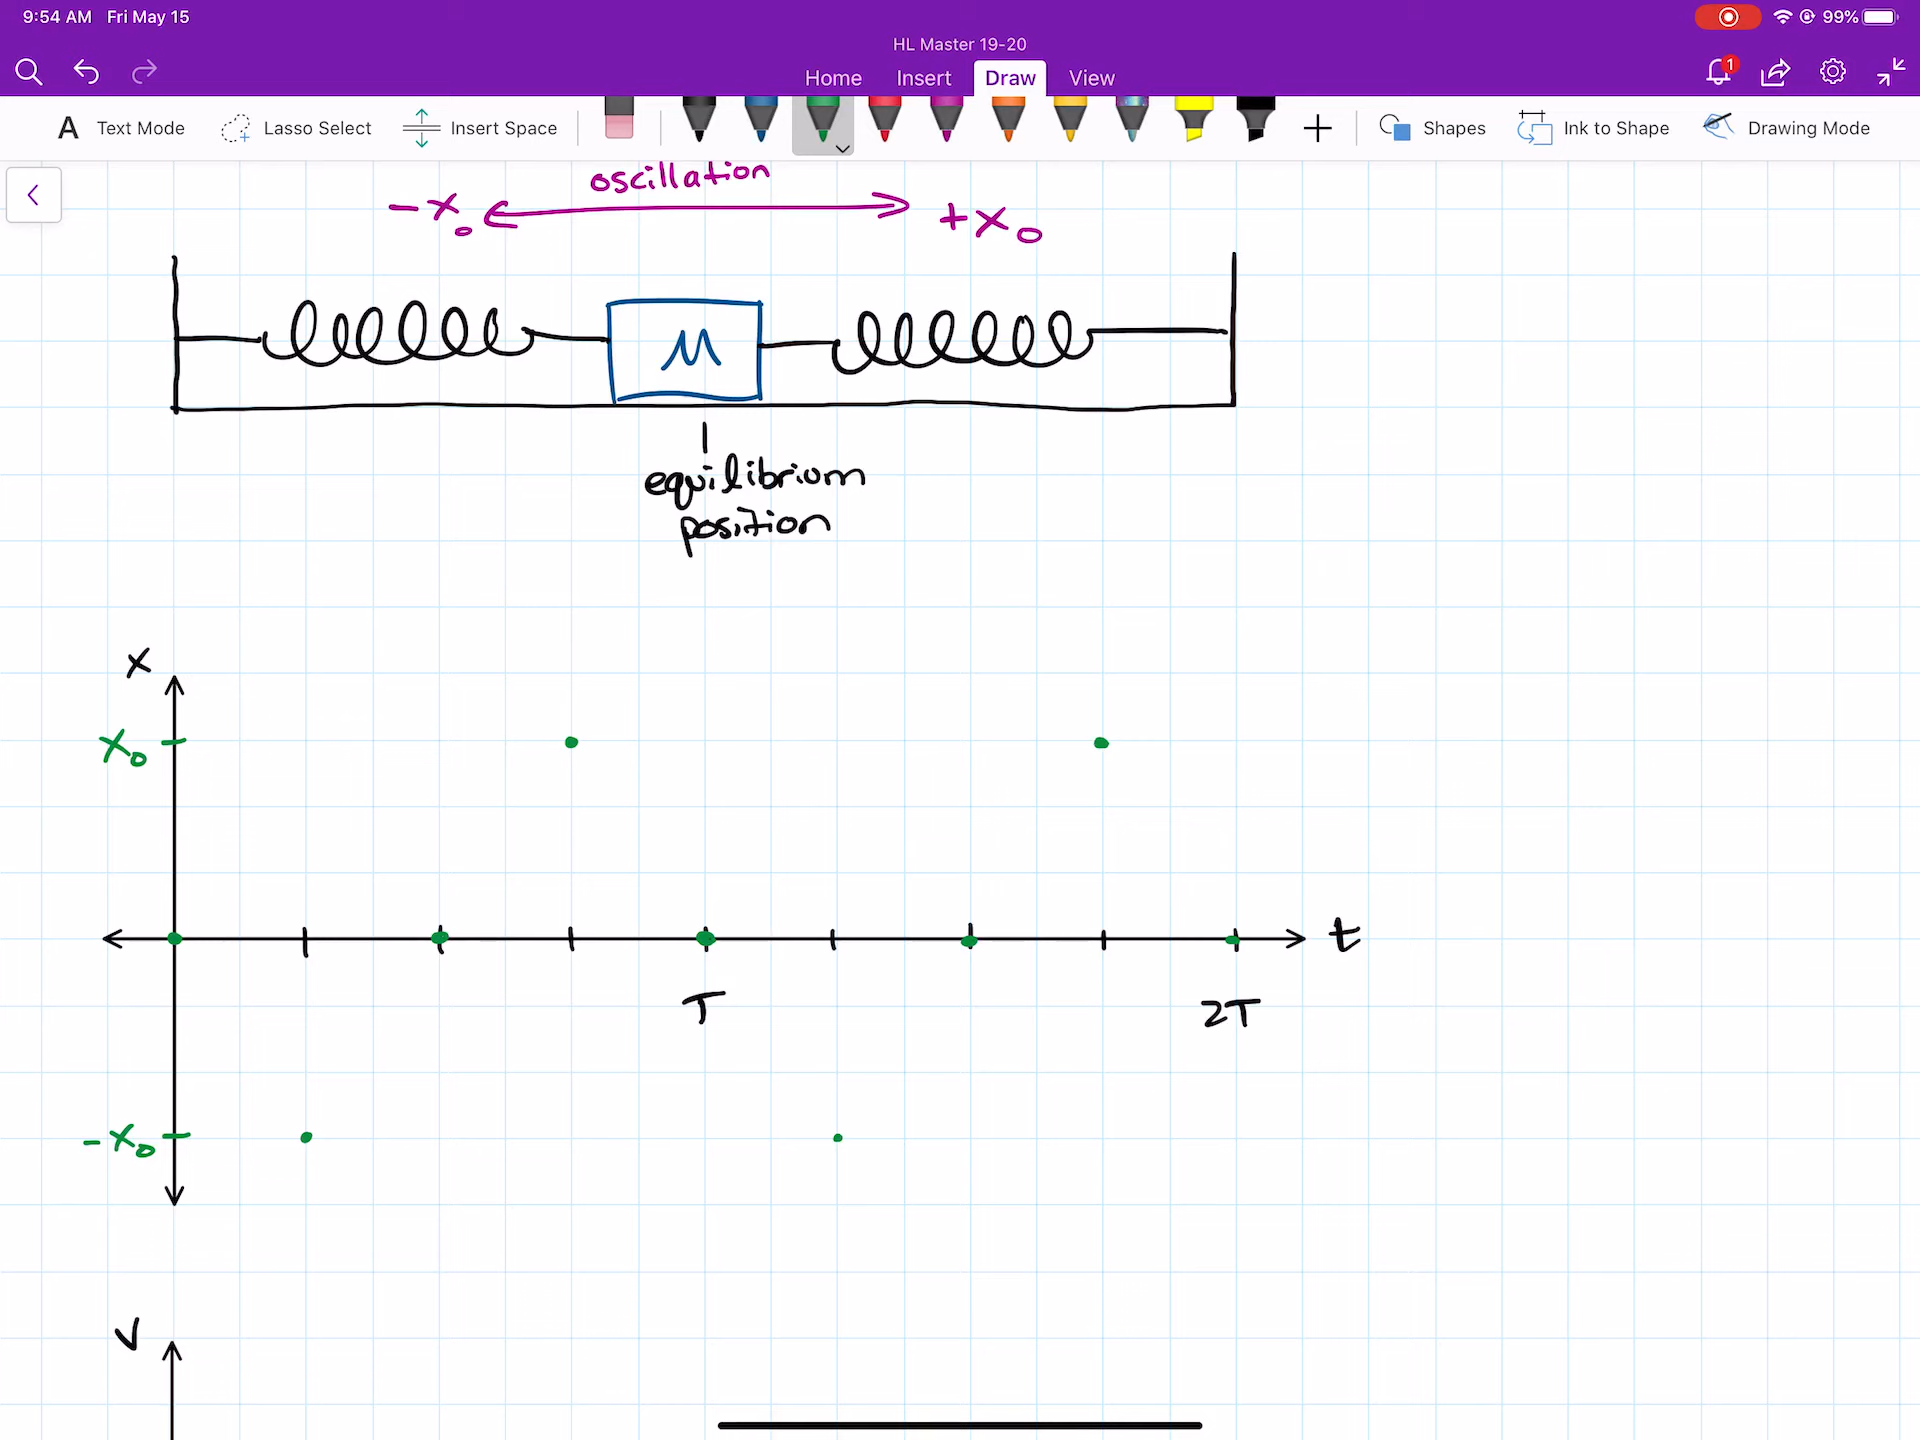 9:54 AM Fri May 15
99%
HL Master 19-20
Home Insert Draw View
1
A Text Mode Lasso Select Insert Space Shapes Ink to Shape Drawing Mode
oscillation
-x₀ +x₀
M
equilibrium
position
x
x₀
t
T 2T
-x₀
v